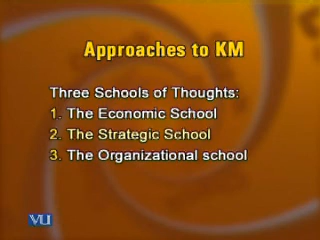 Approaches to KM
Three Schools of Thoughts:
1. The Economic School
2. The Strategic School
3. The Organizational school
VU